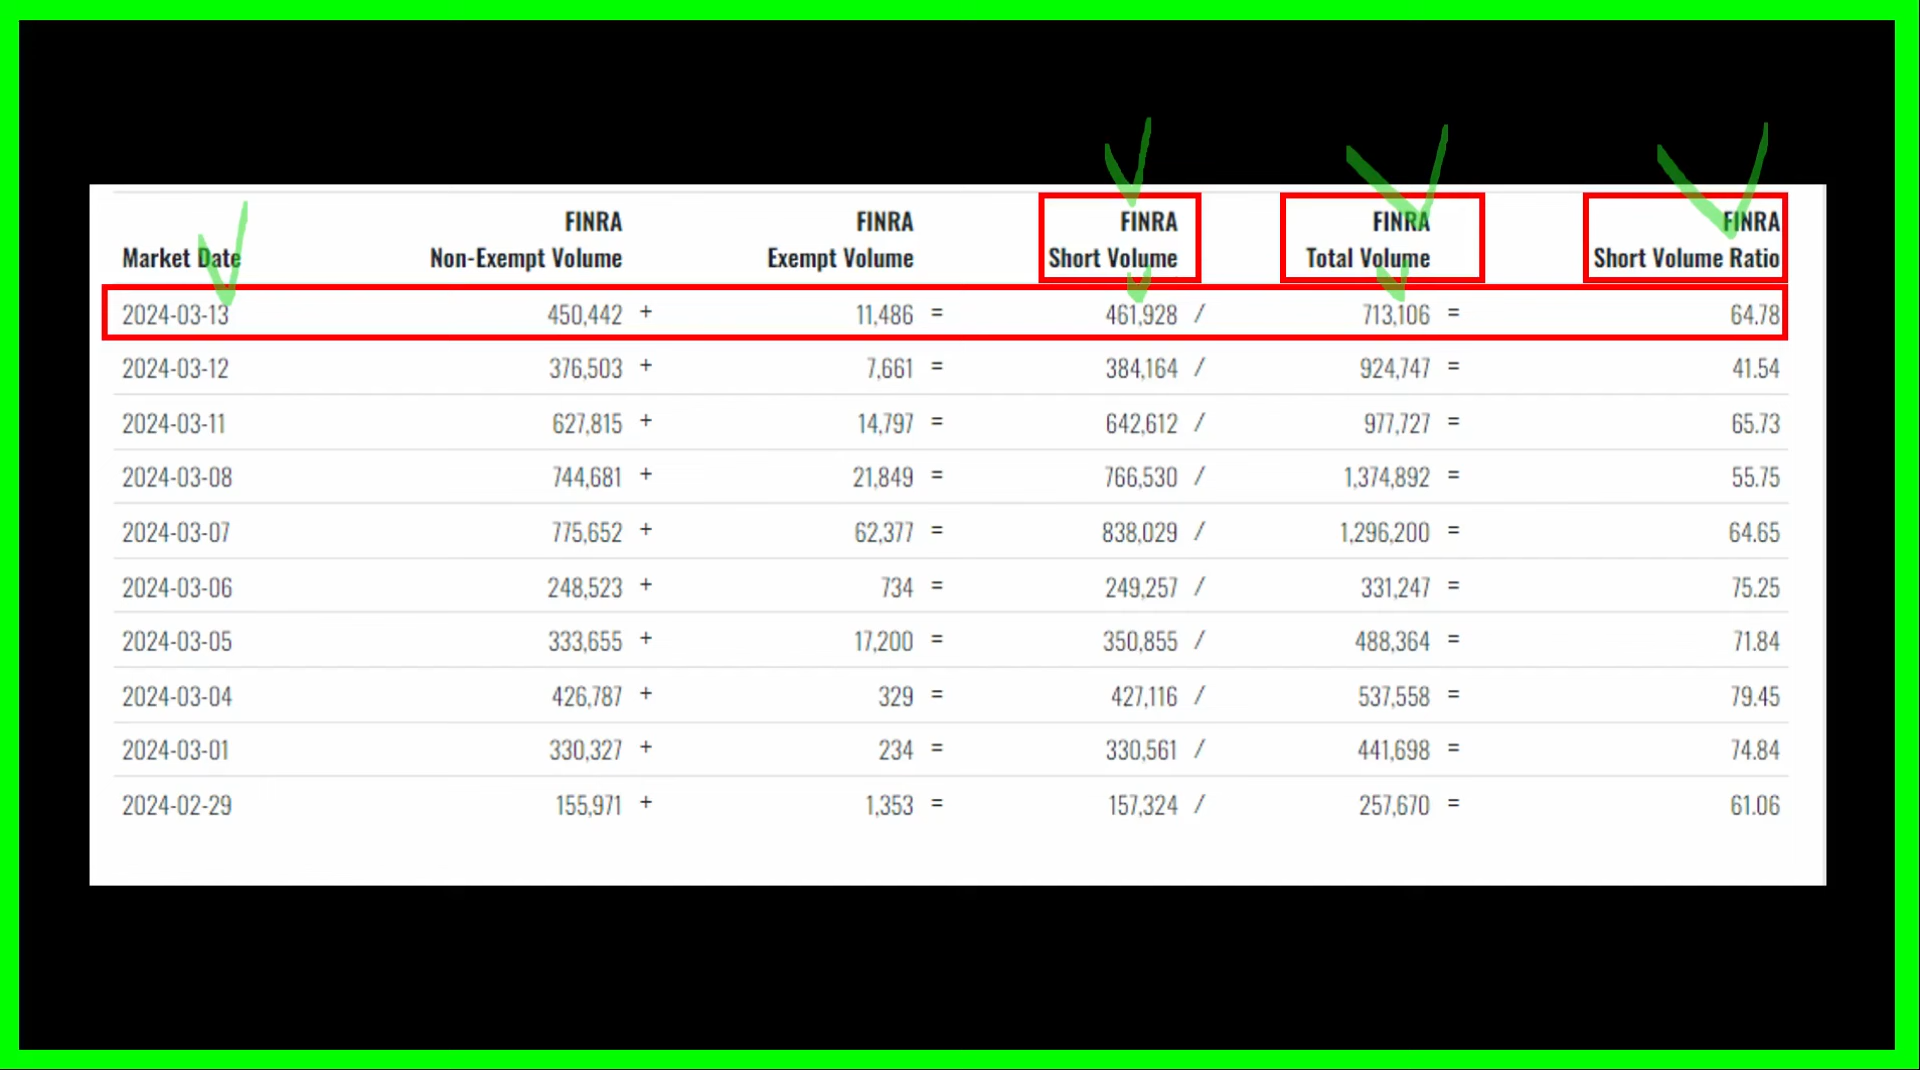 FINRA FINRA FINRA FINRA FINRA
Market Date Non-Exempt Volume Exempt Volume Short Volume Total Volume Short Volume Ratio
2024-03-13 450,442 + 11,486 = 461,928 / 713,106 = 64.78
2024-03-12 376,503 + 7,661 = 384,164 / 924,747 = 41.54
2024-03-11 627,815 + 14,797 = 642,612 / 977,727 = 65.73
2024-03-08 744,681 + 21,849 = 766,530 / 1,374,892 = 55.75
2024-03-07 775,652 + 62,377 = 838,029 / 1,296,200 = 64.65
2024-03-06 248,523 + 734 = 249,257 / 331,247 = 75.25
2024-03-05 333,655 + 17,200 = 350,855 / 488,364 = 71.84
2024-03-04 426,787 + 329 = 427,116 / 537,558 = 79.45
2024-03-01 330,327 + 234 = 330,561 / 441,698 = 74.84
2024-02-29 155,971 + 1,353 = 157,324 / 257,670 = 61.06